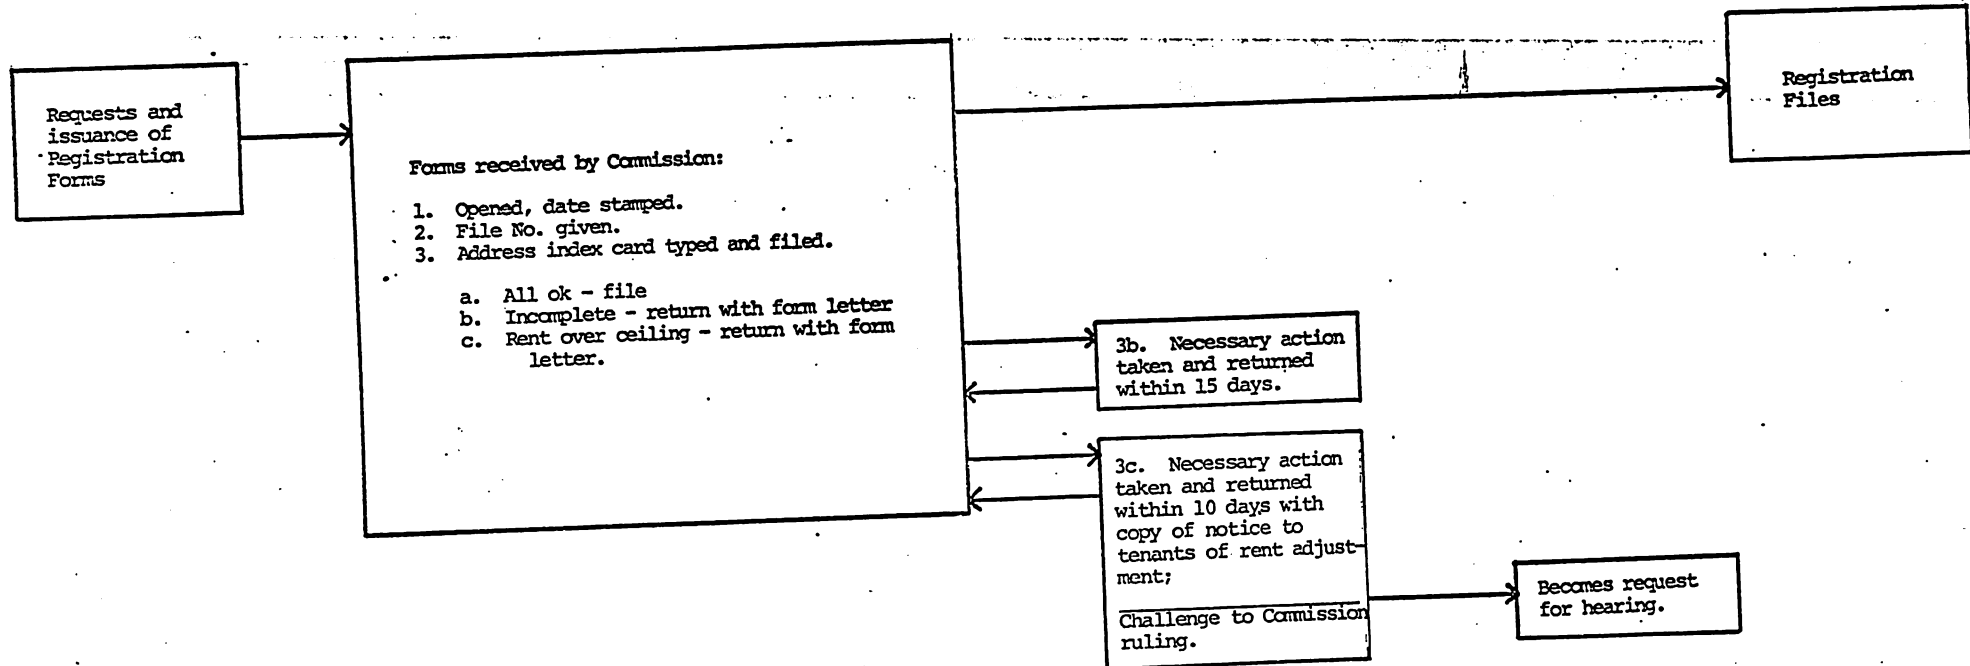 Requests and
issuance of
Registration
Forms
Forms received by Commission:
1. Opened, date stamped.
2. File No. given.
3. Address index card typed and filed.
a. All ok - file
b. Incomplete - return with form letter
c. Rent over ceiling - return with form
letter.
Registration
Files
3b. Necessary action
taken and returned
within 15 days.
3c. Necessary action
taken and returned
within 10 days with
copy of notice to
tenants of rent adjust-
ment;
Challenge to Commission
ruling.
Becomes request
for hearing.